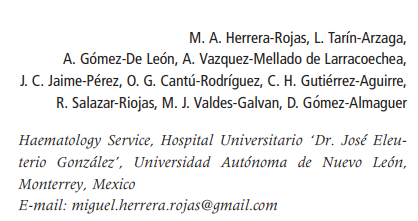 M. A. Herrera-Rojas, L. Tarín-Arzaga,
A. Gómez-De León, A. Vazquez-Mellado de Larracoechea,
J. C. Jaime-Pérez, O. G. Cantú-Rodríguez, C. H. Gutiérrez-Aguirre,
R. Salazar-Riojas, M. J. Valdes-Galvan, D. Gómez-Almaguer
Haematology Service, Hospital Universitario ‘Dr. José Eleu-
terio González’, Universidad Autónoma de Nuevo León,
Monterrey, Mexico
E-mail: miguel.herrera.rojas@gmail.com